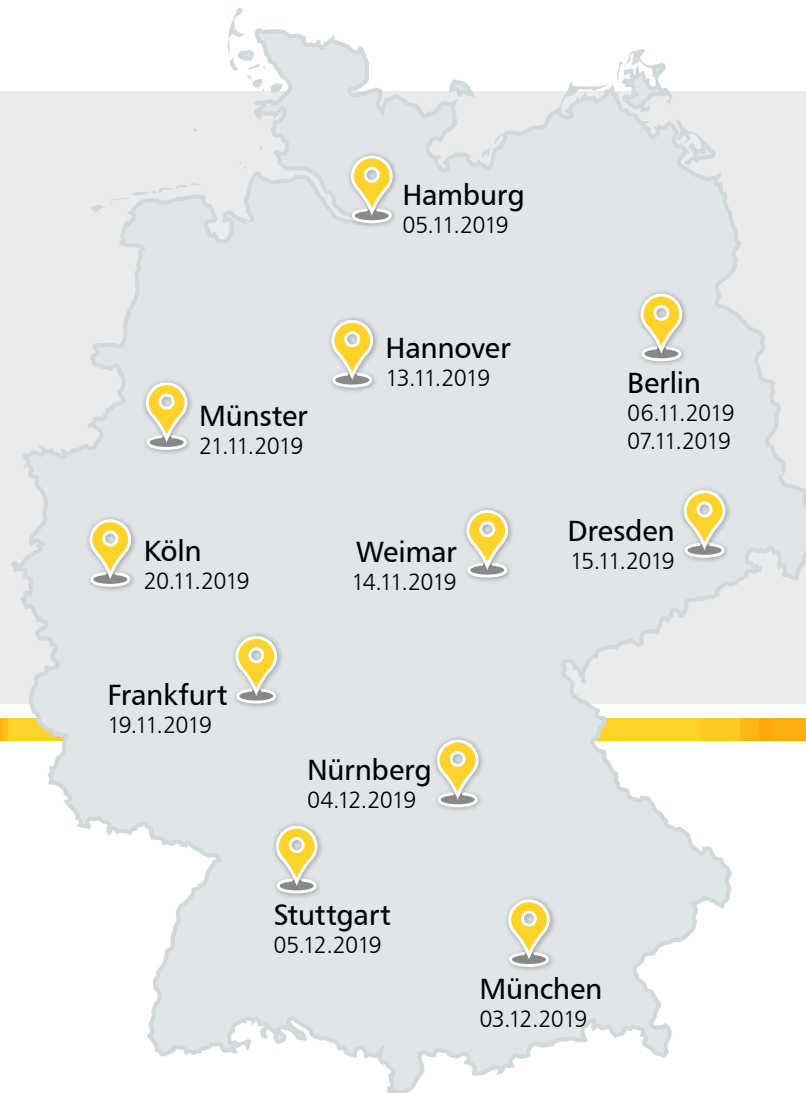 Hamburg
05.11.2019
Hannover
13.11.2019
Berlin
06.11.2019
07.11.2019
Münster
21.11.2019
Köln
20.11.2019
Weimar
14.11.2019
Dresden
15.11.2019
Frankfurt
19.11.2019
Nürnberg
04.12.2019
Stuttgart
05.12.2019
München
03.12.2019